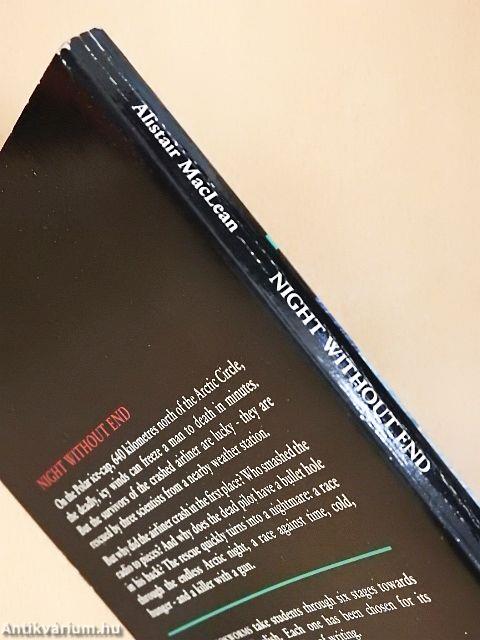 Alistair MacLean
NIGHT WITHOUT END
NIGHT WITHOUT END
On the Polar ice-cap, 640 kilometres north of the Arctic Circle,
the deadly, icy winds can freeze a man to death in minutes.
But the survivors of the crashed airliner are lucky - they are
rescued by three scientists from a nearby weather station.
But why did the airliner crash in the first place? Who smashed the
radio to pieces? And why does the dead pilot have a bullet hole
in his back? The rescue quickly turns into a nightmare: a race
through the endless Arctic night, a race against time, cold,
hunger - and a killer with a gun.
take students through six stages towards
Each one has been chosen for its
Antikvárium.hu